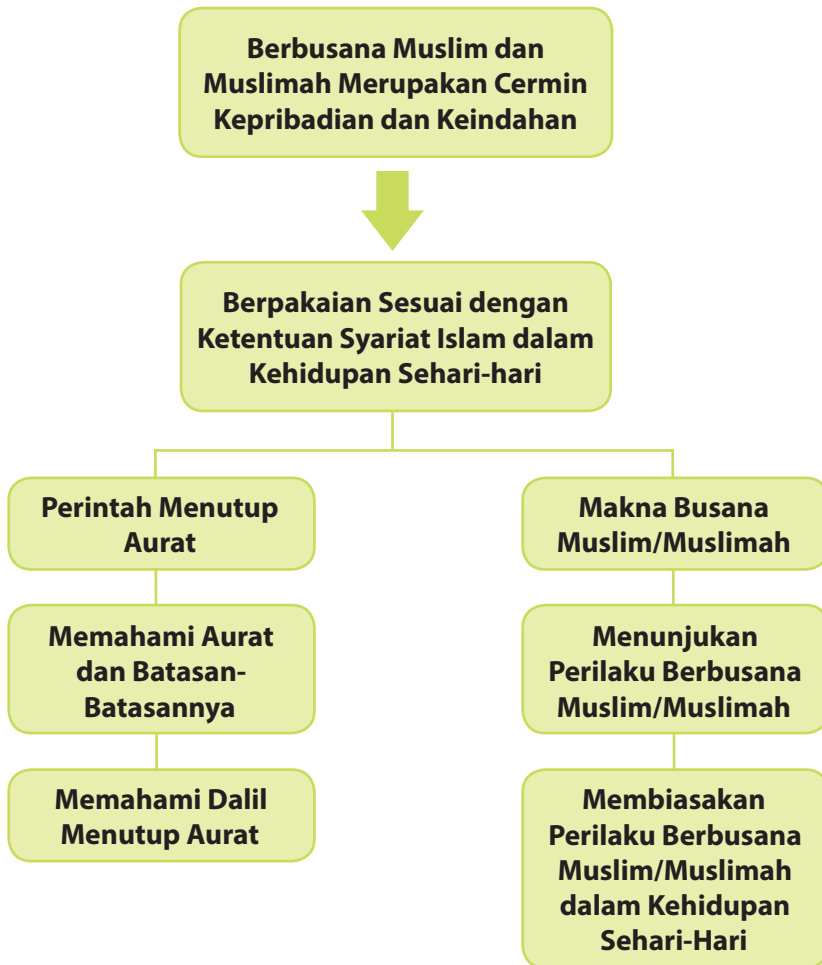 Berbusana Muslim dan
Muslimah Merupakan Cermin
Kepribadian dan Keindahan
Berpakaian Sesuai dengan
Ketentuan Syariat Islam dalam
Kehidupan Sehari-hari
Perintah Menutup
Aurat
Memahami Aurat
dan Batasan-
Batasannya
Memahami Dalil
Menutup Aurat
Makna Busana
Muslim/Muslimah
Menunjukan
Perilaku Berbusana
Muslim/Muslimah
Membiasakan
Perilaku Berbusana
Muslim/Muslimah
dalam Kehidupan
Sehari-Hari